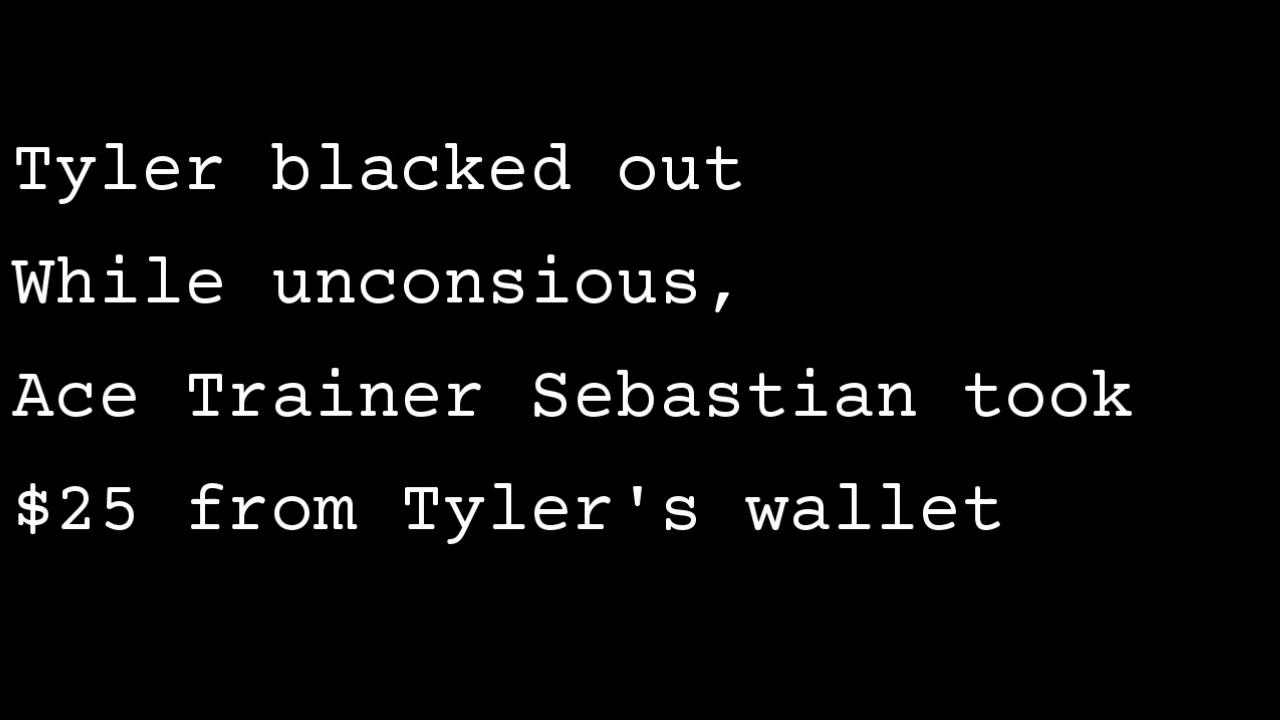 Tyler blacked out
While unconsious,
Ace Trainer Sebastian took
$25 from Tyler's wallet